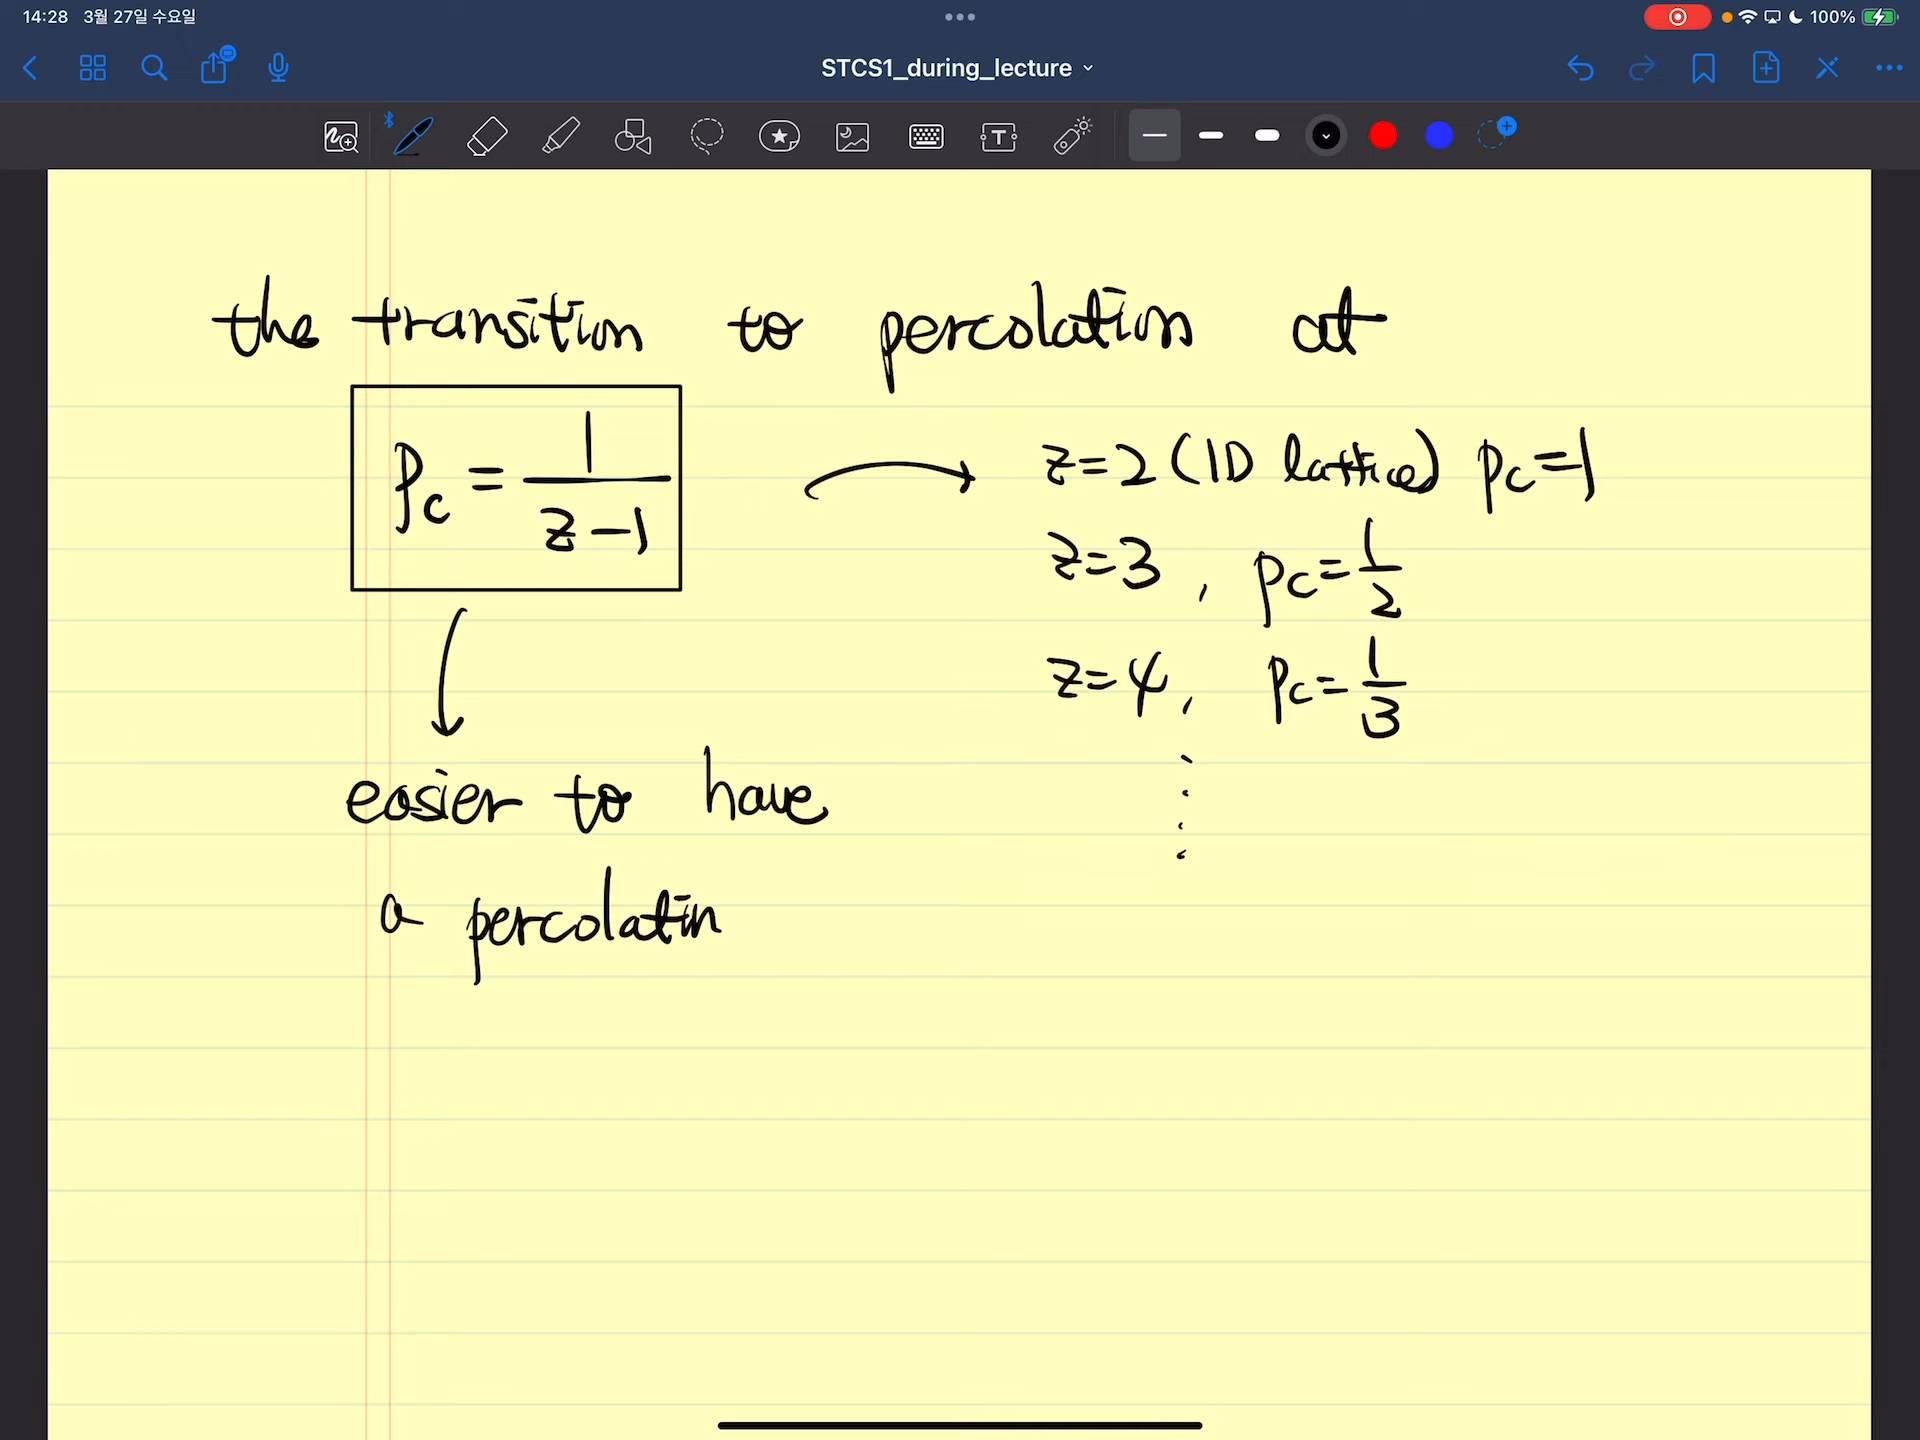 14:28 3월 27일 수요일
100%
STCS1_during_lecture
T
the transition to percolation at
Pc = 1/(z-1)
z=2 (1D lattice) pc=1
z=3, pc=1/2
z=4, pc=1/3
easier to have
a percolatin